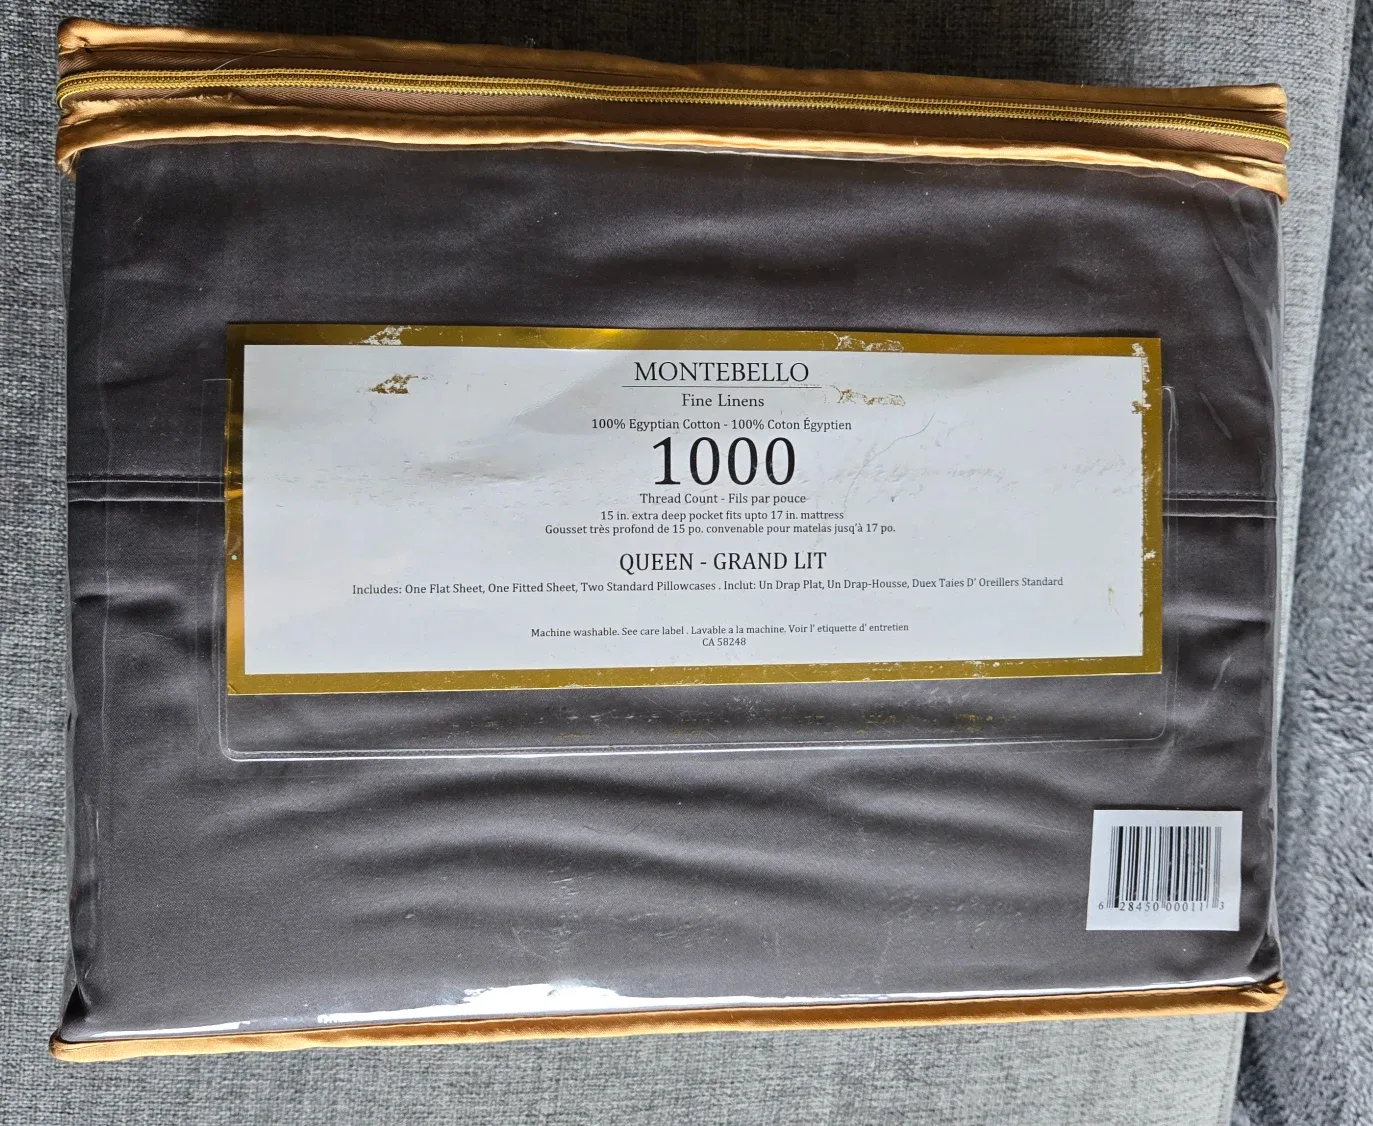 MONTEBELLO
Fine Linens
100% Egyptian Cotton - 100% Coton Égyptien
1000
Thread Count - Fils par pouce
15 in. extra deep pocket fits upto 17 in. mattress
Gousset très profond de 15 po. convenable pour matelas jusq'à 17 po.
QUEEN - GRAND LIT
Includes: One Flat Sheet, One Fitted Sheet, Two Standard Pillowcases . Inclut: Un Drap Plat, Un Drap-Housse, Duex Taies D' Oreillers Standard
Machine washable. See care label . Lavable a la machine. Voir l' etiquette d' entretien
CA 58248
6 28450 00011 3